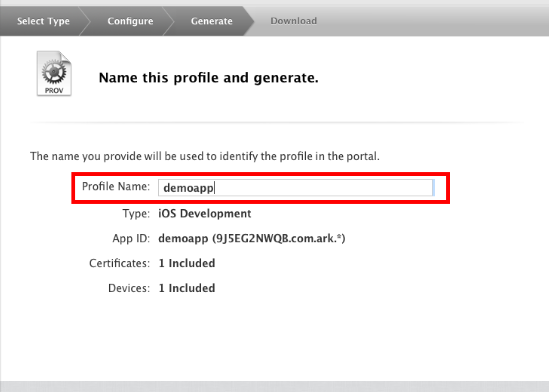 Select Type Configure Generate Download
PROV
Name this profile and generate.
The name you provide will be used to identify the profile in the portal.
Profile Name: demoapp
Type: iOS Development
App ID: demoapp (9J5EG2NWQB.com.ark.*)
Certificates: 1 Included
Devices: 1 Included